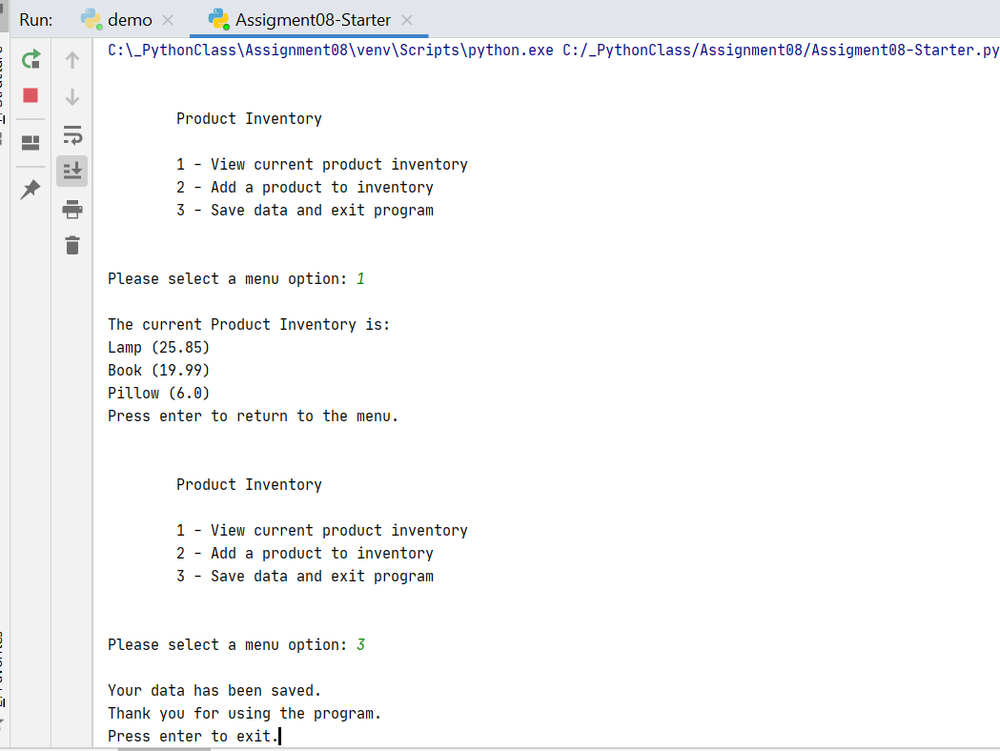 Run: demo Assigment08-Starter
C:\_PythonClass\Assignment08\venv\Scripts\python.exe C:/_PythonClass/Assignment08/Assigment08-Starter.py
Product Inventory
1 - View current product inventory
2 - Add a product to inventory
3 - Save data and exit program
Please select a menu option: 1
The current Product Inventory is:
Lamp (25.85)
Book (19.99)
Pillow (6.0)
Press enter to return to the menu.
Product Inventory
1 - View current product inventory
2 - Add a product to inventory
3 - Save data and exit program
Please select a menu option: 3
Your data has been saved.
Thank you for using the program.
Press enter to exit.